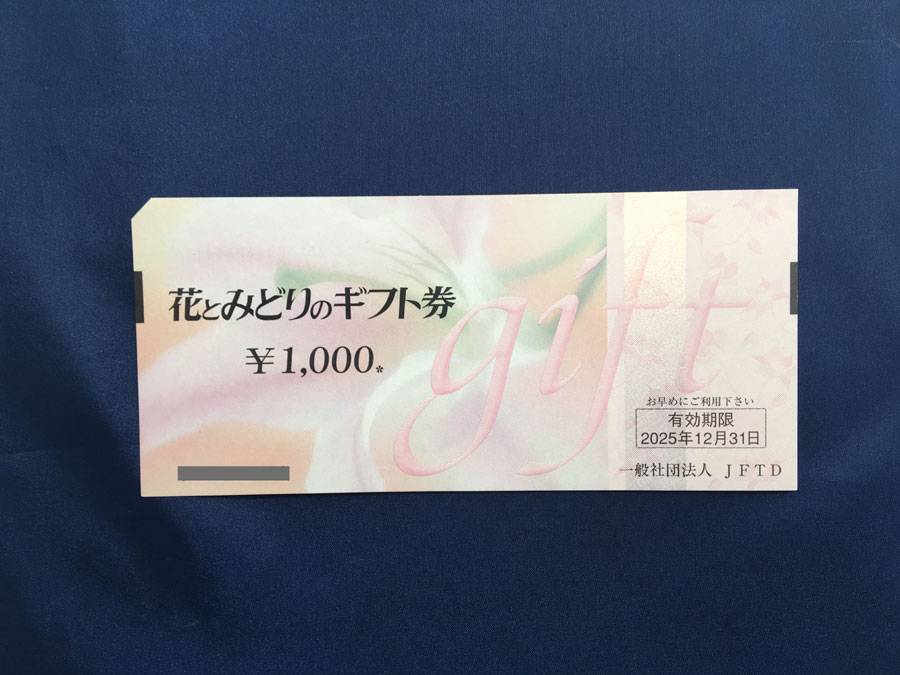 花とみどりのギフト券
￥1,000*
gift
お早めにご利用下さい
有効期限
2025年12月31日
一般社団法人 JFTD